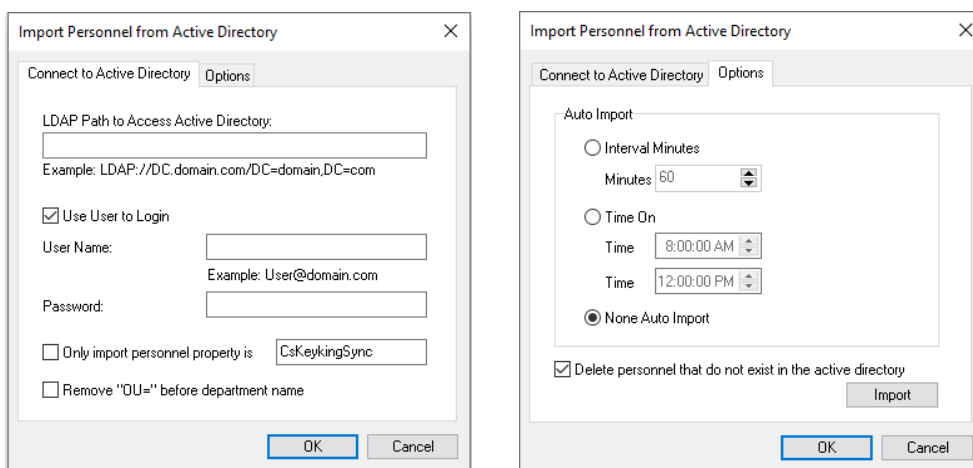 Import Personnel from Active Directory
Connect to Active Directory
Options
LDAP Path to Access Active Directory:
Example: LDAP://DC.domain.com/DC=domain,DC=com
Use User to Login
User Name:
Example: User@domain.com
Password:
Only import personnel property is
CsKeykingSync
Remove "OU=" before department name
OK
Cancel
Import Personnel from Active Directory
Connect to Active Directory
Options
Auto Import
Interval Minutes
Minutes 60
Time On
Time 8:00:00 AM
Time 12:00:00 PM
None Auto Import
Delete personnel that do not exist in the active directory
Import
OK
Cancel